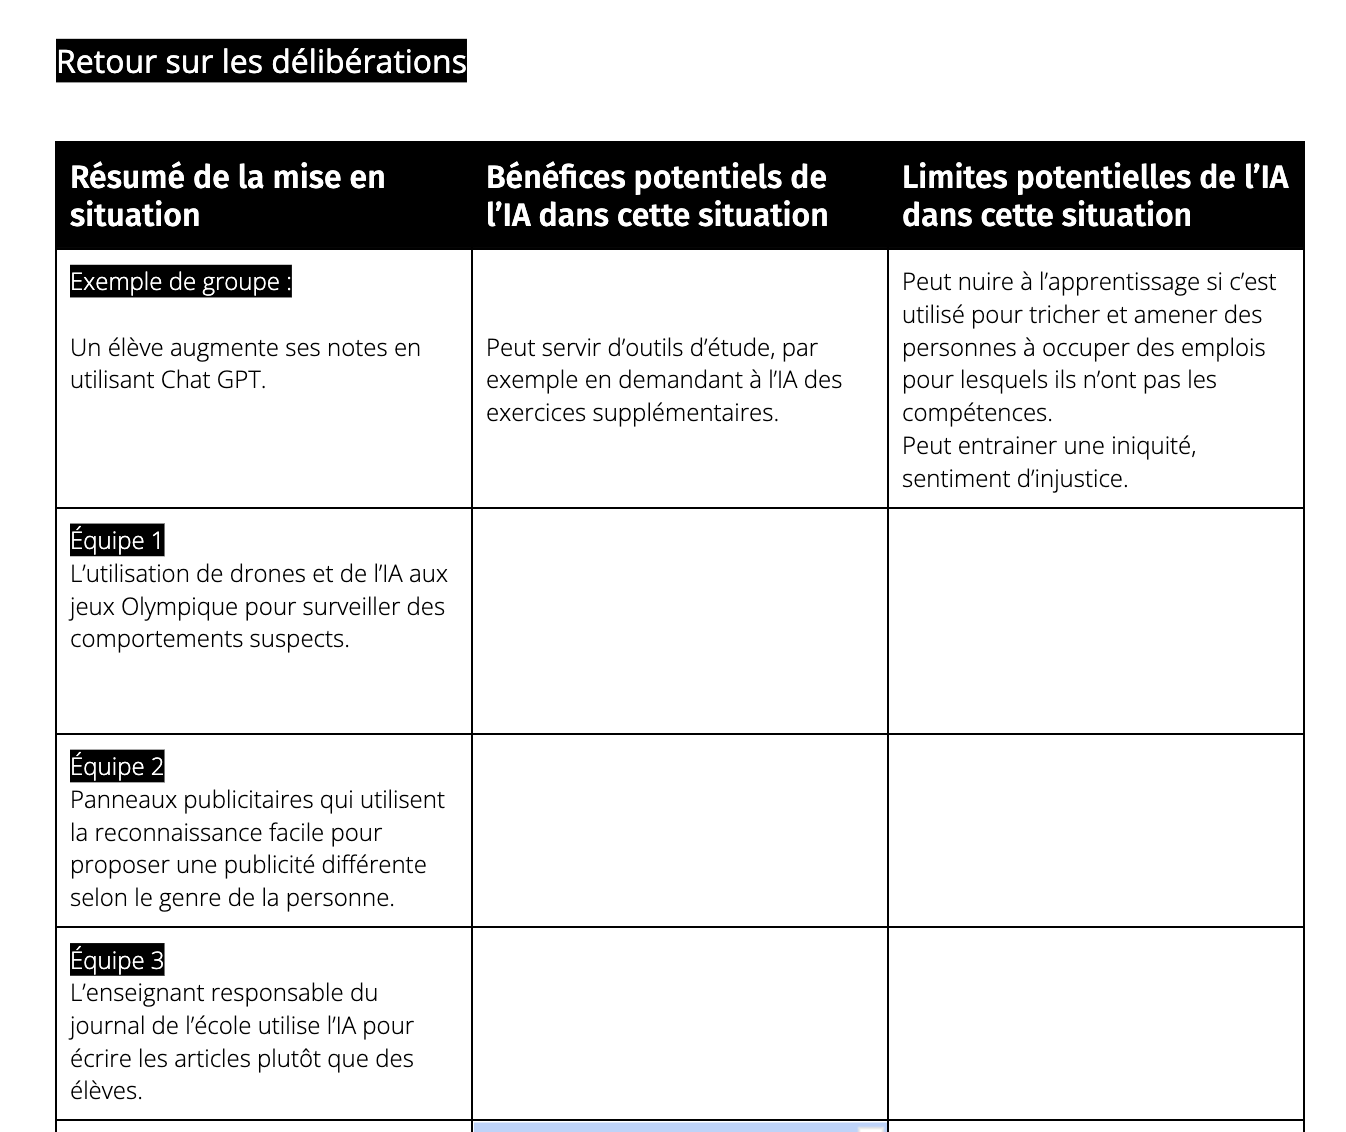 Retour sur les délibérations
Résumé de la mise en
situation
Bénéfices potentiels de
l’IA dans cette situation
Limites potentielles de l’IA
dans cette situation
Exemple de groupe :
Un élève augmente ses notes en
utilisant Chat GPT.
Peut servir d’outils d’étude, par
exemple en demandant à l’IA des
exercices supplémentaires.
Peut nuire à l’apprentissage si c’est
utilisé pour tricher et amener des
personnes à occuper des emplois
pour lesquels ils n’ont pas les
compétences.
Peut entrainer une iniquité,
sentiment d’injustice.
Équipe 1
L’utilisation de drones et de l’IA aux
jeux Olympique pour surveiller des
comportements suspects.
Équipe 2
Panneaux publicitaires qui utilisent
la reconnaissance facile pour
proposer une publicité différente
selon le genre de la personne.
Équipe 3
L’enseignant responsable du
journal de l’école utilise l’IA pour
écrire les articles plutôt que des
élèves.